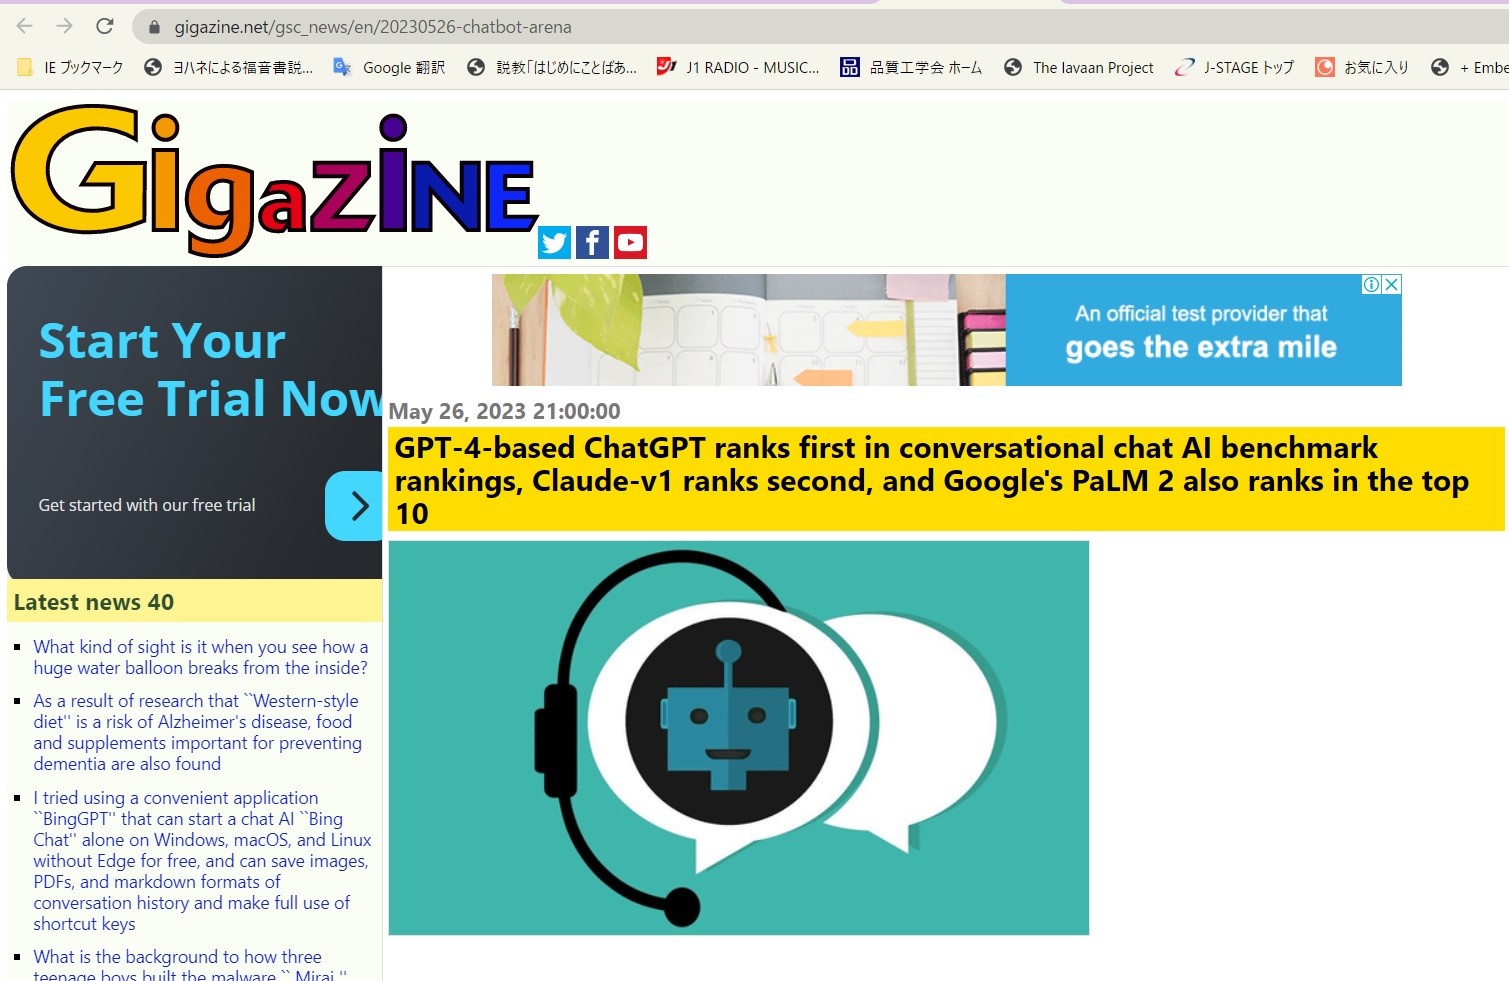 gigazine.net/gsc_news/en/20230526-chatbot-arena
IE ブックマーク
ヨハネによる福音書説...
Google 翻訳
説教「はじめにことばあ...
J1 RADIO - MUSIC...
品質工学会 ホーム
The Iavaan Project
J-STAGE トップ
お気に入り
+ Embe
GIGAZINE
Start Your
Free Trial Now
Get started with our free trial
An official test provider that
goes the extra mile
May 26, 2023 21:00:00
GPT-4-based ChatGPT ranks first in conversational chat AI benchmark
rankings, Claude-v1 ranks second, and Google's PaLM 2 also ranks in the top
10
Latest news 40
What kind of sight is it when you see how a
huge water balloon breaks from the inside?
As a result of research that ``Western-style
diet'' is a risk of Alzheimer's disease, food
and supplements important for preventing
dementia are also found
I tried using a convenient application
``BingGPT'' that can start a chat AI ``Bing
Chat'' alone on Windows, macOS, and Linux
without Edge for free, and can save images,
PDFs, and markdown formats of
conversation history and make full use of
shortcut keys
What is the background to how three
teenage boys built the malware `` Mirai ''